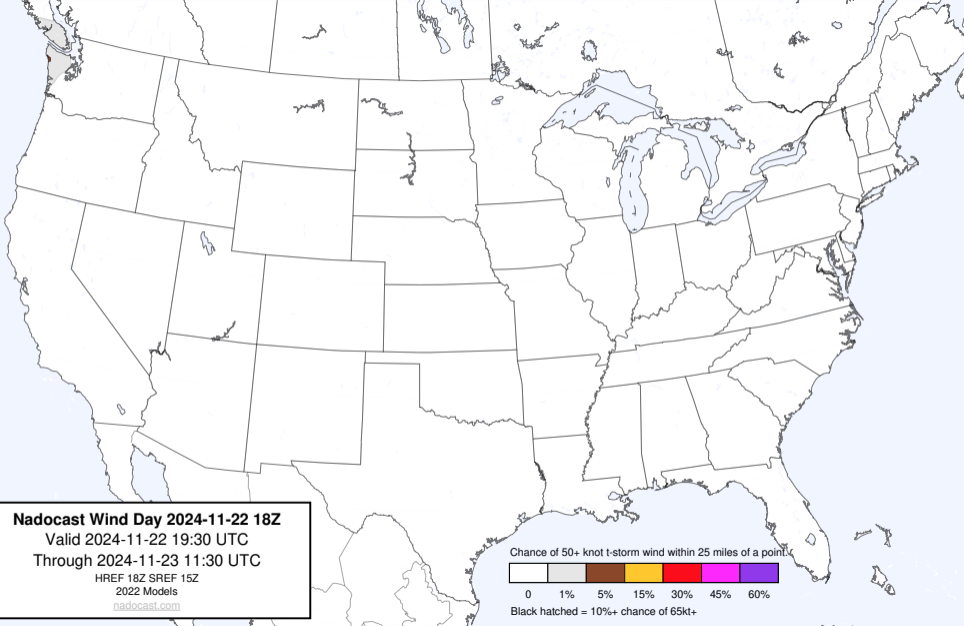 Nadocast Wind Day 2024-11-22 18Z
Valid 2024-11-22 19:30 UTC
Through 2024-11-23 11:30 UTC
HREF 18Z SREF 15Z
2022 Models
nadocast.com
Chance of 50+ knot t-storm wind within 25 miles of a point.
0 1% 5% 15% 30% 45% 60%
Black hatched = 10%+ chance of 65kt+